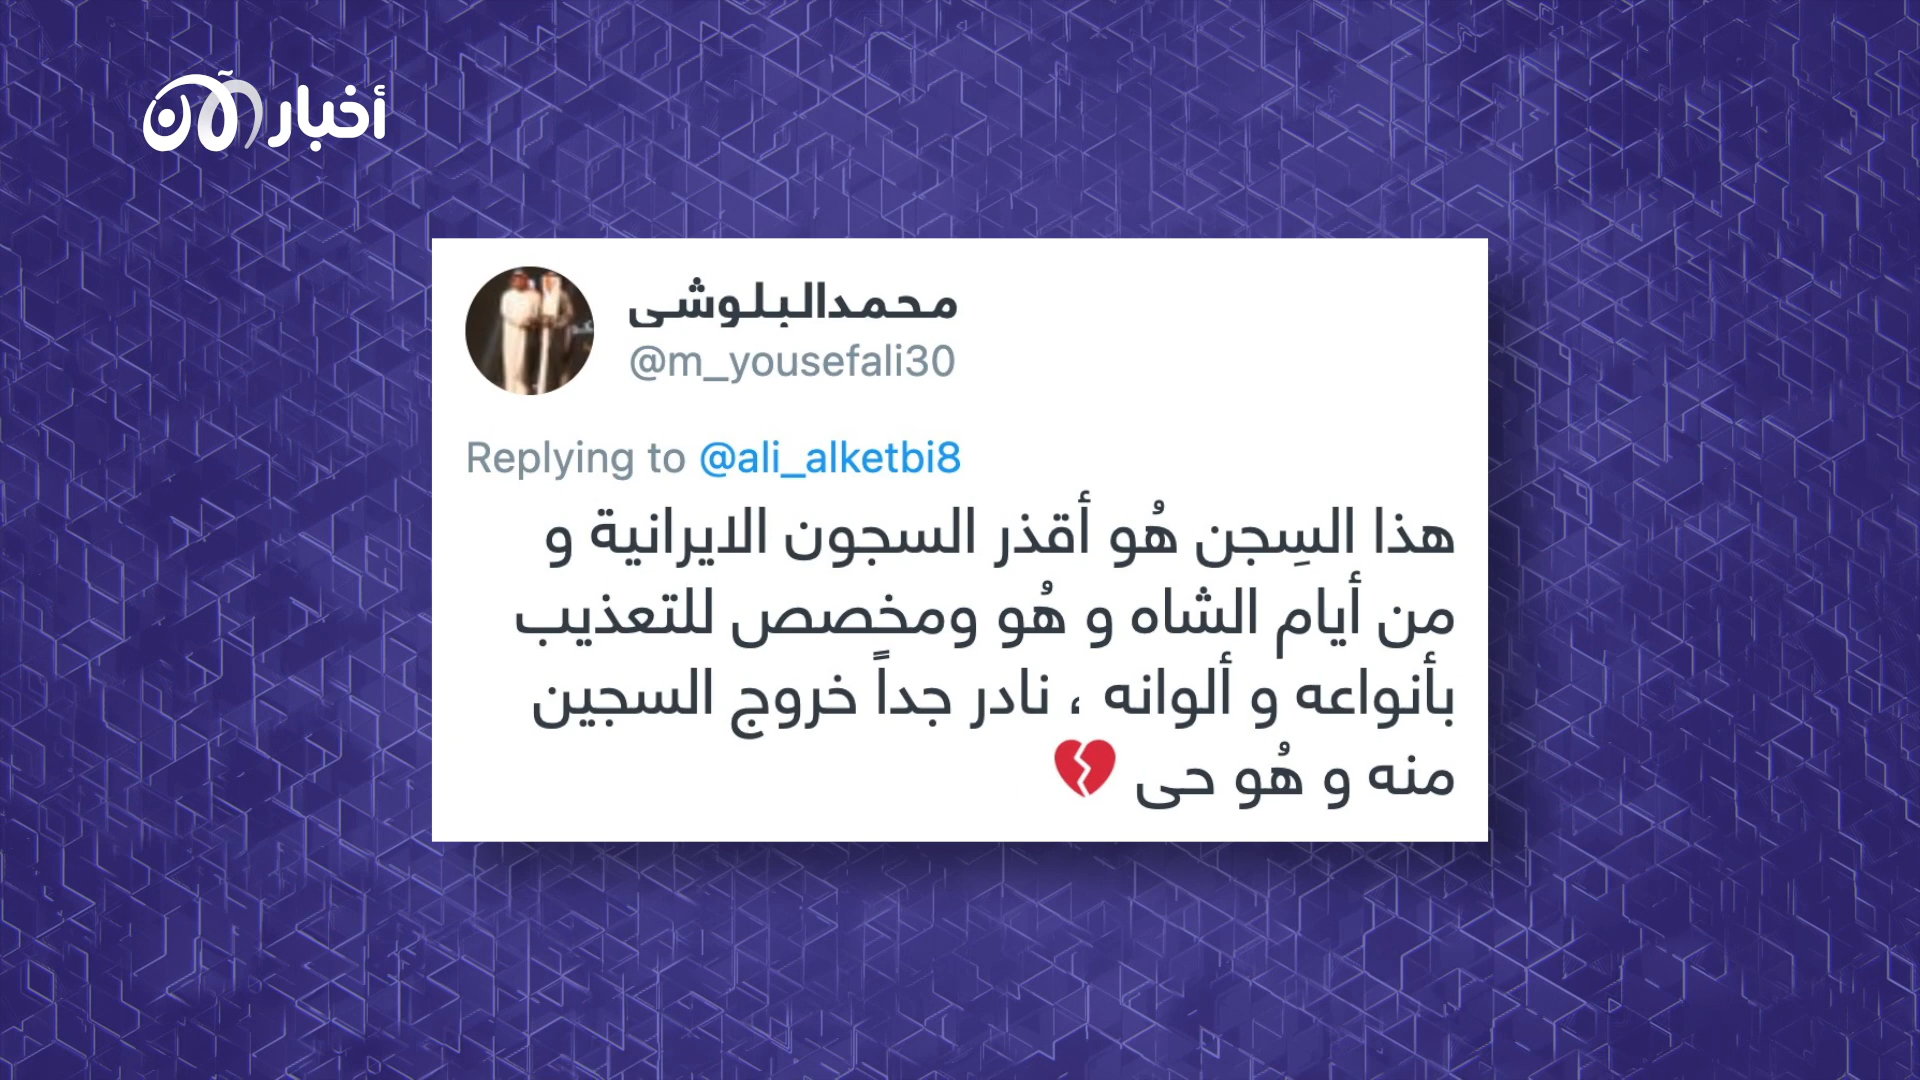 أخبار الآن
محمدالبلوشي
@m_yousefali30
Replying to @ali_alketbi8
هذا السِجن هُو أقذر السجون الايرانية و
من أيام الشاه و هُو ومخصص للتعذيب
بأنواعه و ألوانه ، نادر جداً خروج السجين
منه و هُو حى 💔